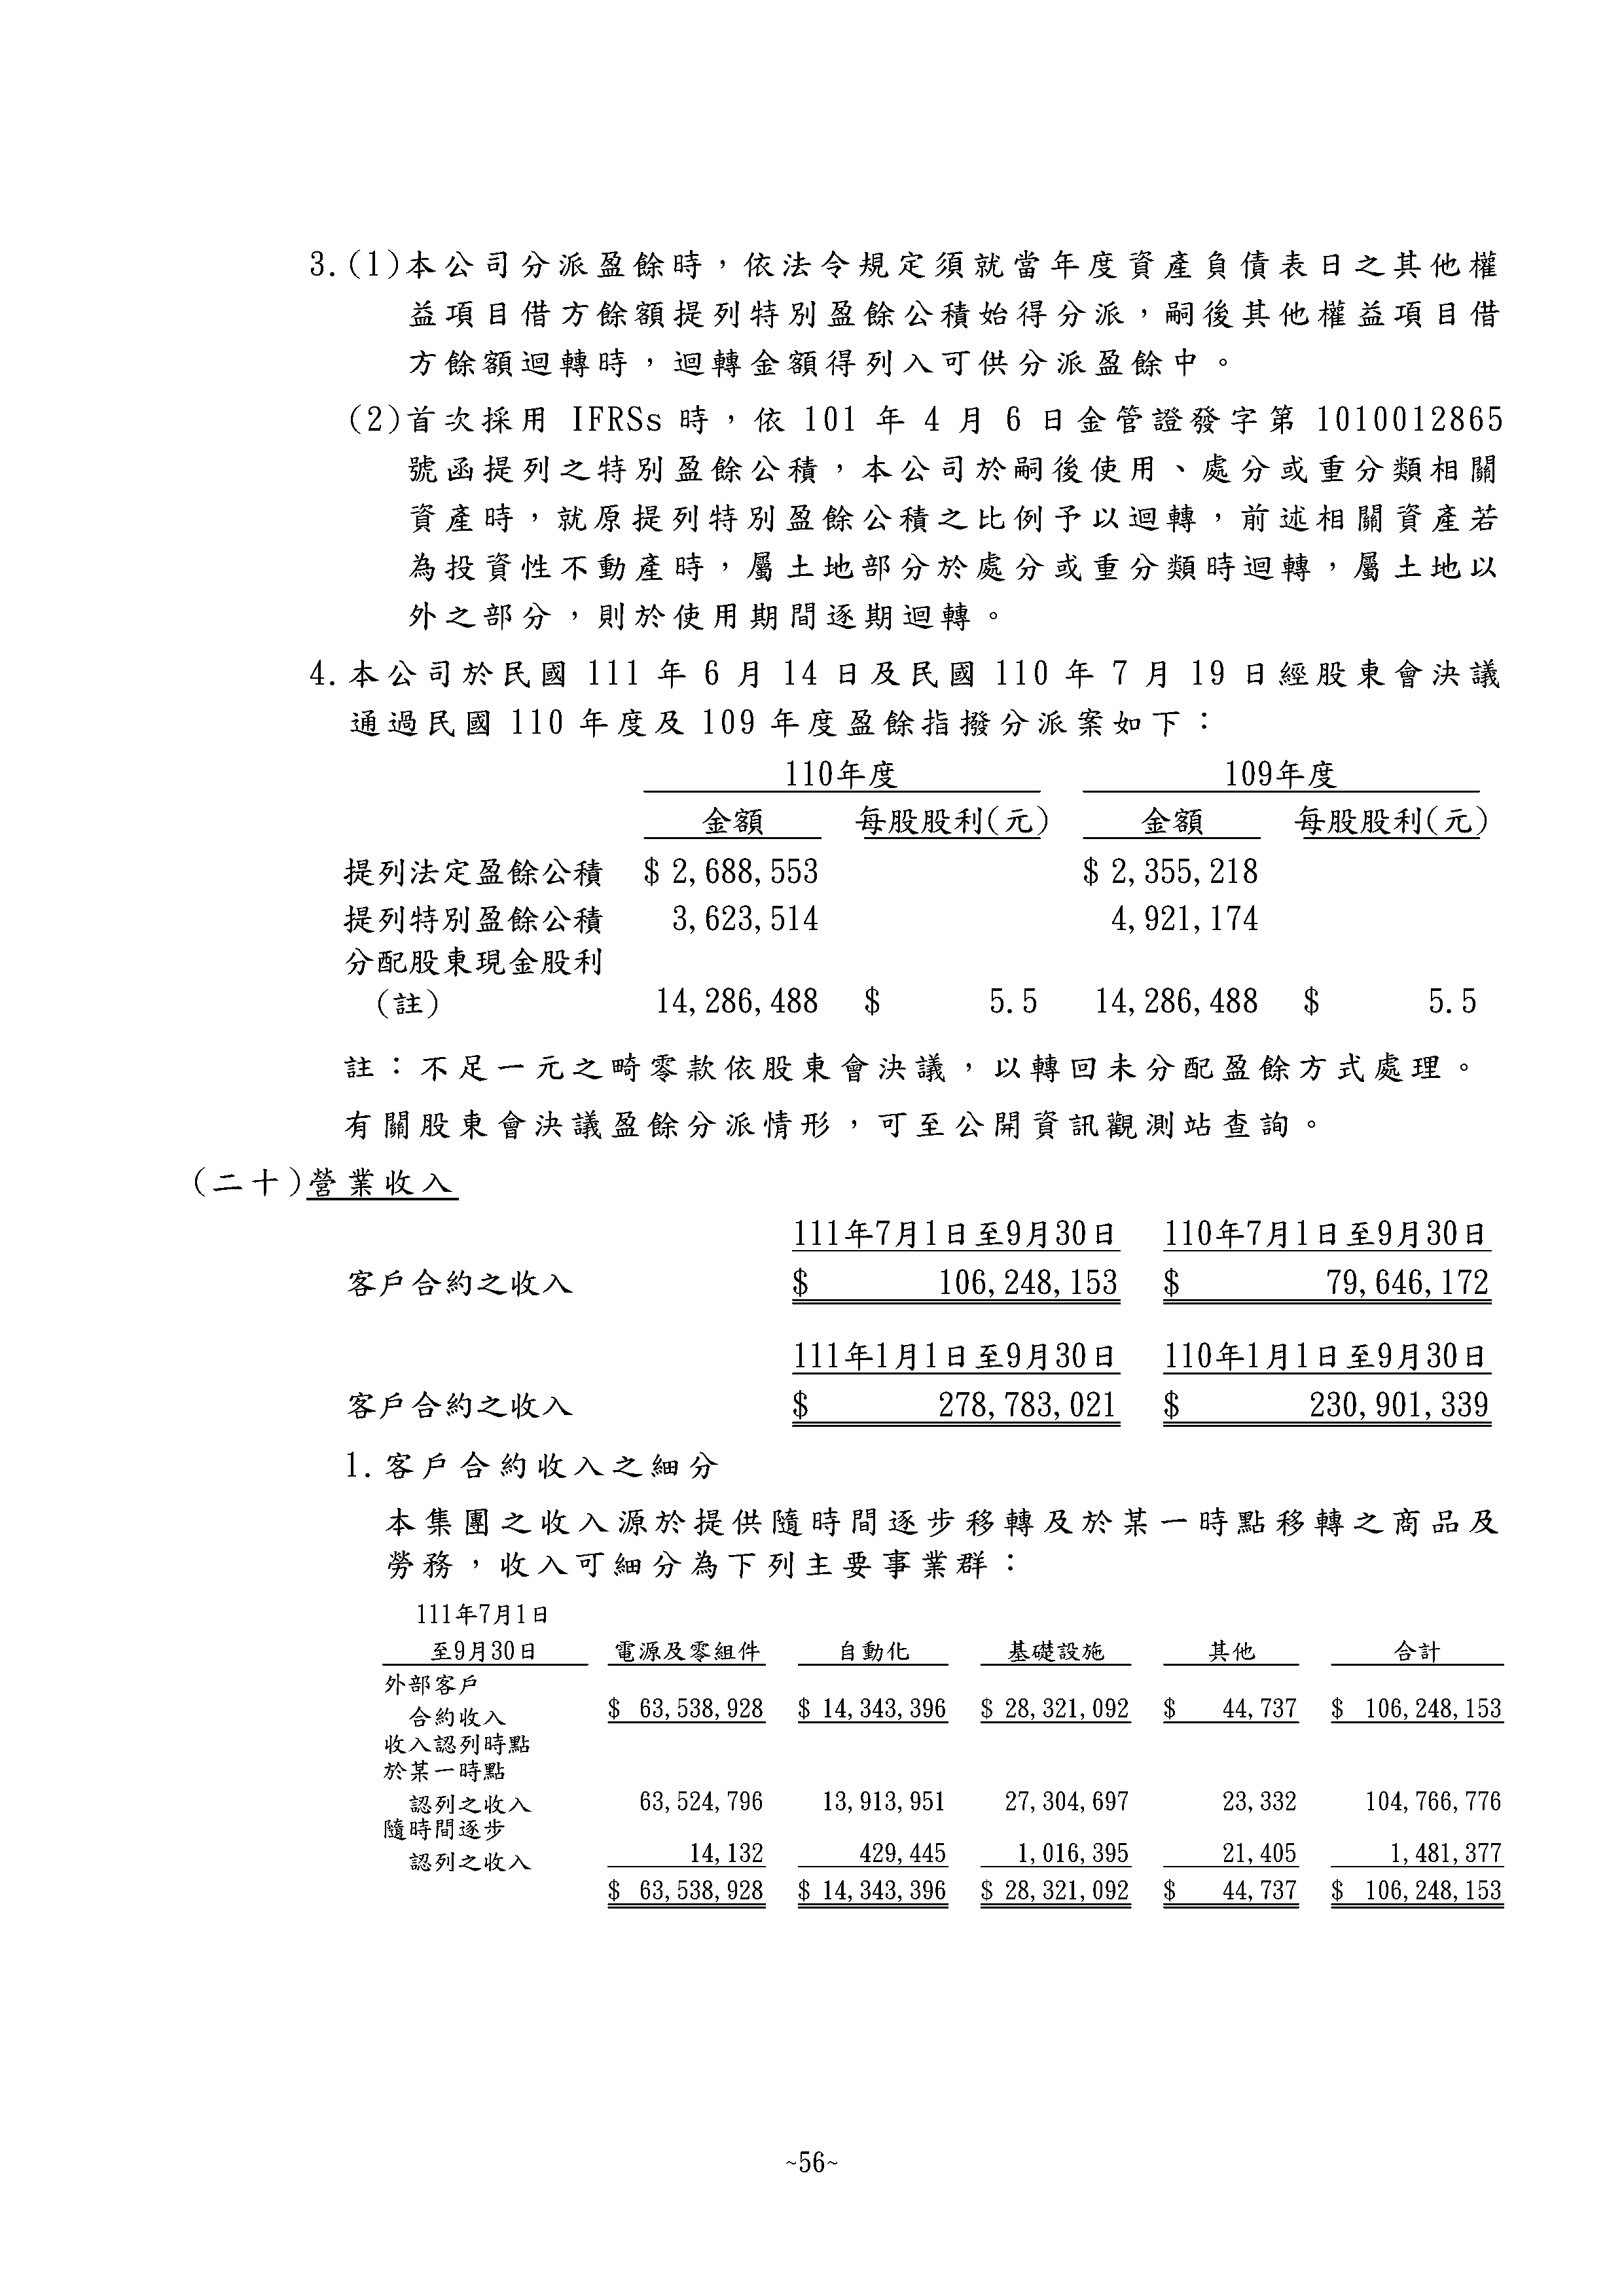 3.(1)本公司分派盈餘時，依法令規定須就當年度資產負債表日之其他權
益項目借方餘額提列特別盈餘公積始得分派，嗣後其他權益項目借
方餘額迴轉時，迴轉金額得列入可供分派盈餘中。
(2)首次採用 IFRSs 時，依 101 年 4 月 6 日金管證發字第 1010012865
號函提列之特別盈餘公積，本公司於嗣後使用、處分或重分類相關
資產時，就原提列特別盈餘公積之比例予以迴轉，前述相關資產若
為投資性不動產時，屬土地部分於處分或重分類時迴轉，屬土地以
外之部分，則於使用期間逐期迴轉。
4.本公司於民國 111 年 6 月 14 日及民國 110 年 7 月 19 日經股東會決議
通過民國 110 年度及 109 年度盈餘指撥分派案如下：
110年度 109年度
金額 每股股利(元) 金額 每股股利(元)
提列法定盈餘公積 $ 2,688,553 $ 2,355,218
提列特別盈餘公積 3,623,514 4,921,174
分配股東現金股利
(註) 14,286,488 $ 5.5 14,286,488 $ 5.5
註：不足一元之畸零款依股東會決議，以轉回未分配盈餘方式處理。
有關股東會決議盈餘分派情形，可至公開資訊觀測站查詢。
(二十)營業收入
111年7月1日至9月30日 110年7月1日至9月30日
客戶合約之收入 $ 106,248,153 $ 79,646,172
111年1月1日至9月30日 110年1月1日至9月30日
客戶合約之收入 $ 278,783,021 $ 230,901,339
1.客戶合約收入之細分
本集團之收入源於提供隨時間逐步移轉及於某一時點移轉之商品及
勞務，收入可細分為下列主要事業群：
111年7月1日
至9月30日 電源及零組件 自動化 基礎設施 其他 合計
外部客戶
合約收入 $ 63,538,928 $ 14,343,396 $ 28,321,092 $ 44,737 $ 106,248,153
收入認列時點
於某一時點
認列之收入 63,524,796 13,913,951 27,304,697 23,332 104,766,776
隨時間逐步
認列之收入 14,132 429,445 1,016,395 21,405 1,481,377
$ 63,538,928 $ 14,343,396 $ 28,321,092 $ 44,737 $ 106,248,153
~56~